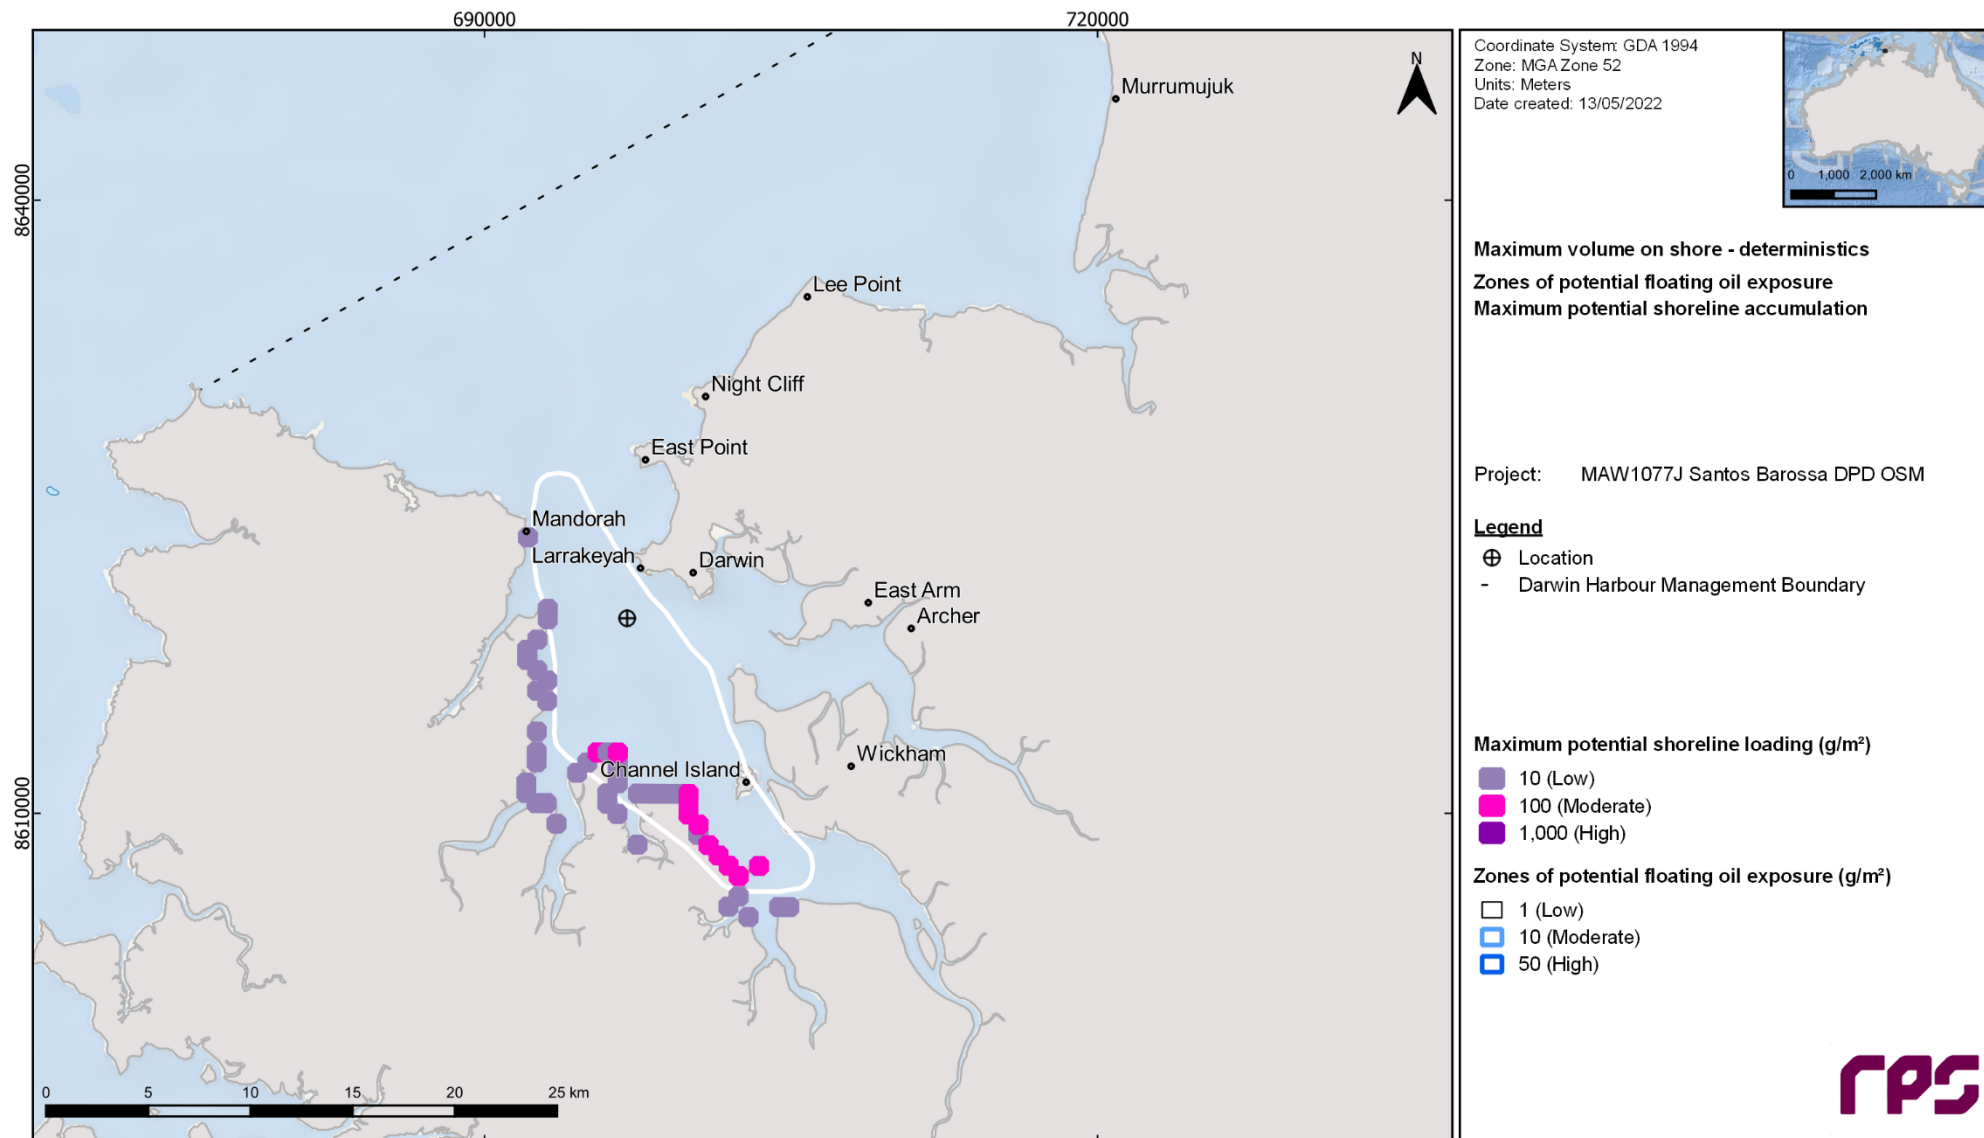 690000
720000
8640000
8610000
N
Murrumujuk
Lee Point
Night Cliff
East Point
Mandorah
Larrakeyah
Darwin
East Arm
Archer
Wickham
Channel Island
0 5 10 15 20 25 km
Coordinate System: GDA 1994
Zone: MGA Zone 52
Units: Meters
Date created: 13/05/2022
0 1,000 2,000 km
Maximum volume on shore - deterministics
Zones of potential floating oil exposure
Maximum potential shoreline accumulation
Project: MAW1077J Santos Barossa DPD OSM
Legend
Location
- Darwin Harbour Management Boundary
Maximum potential shoreline loading (g/m²)
10 (Low)
100 (Moderate)
1,000 (High)
Zones of potential floating oil exposure (g/m²)
1 (Low)
10 (Moderate)
50 (High)
rps